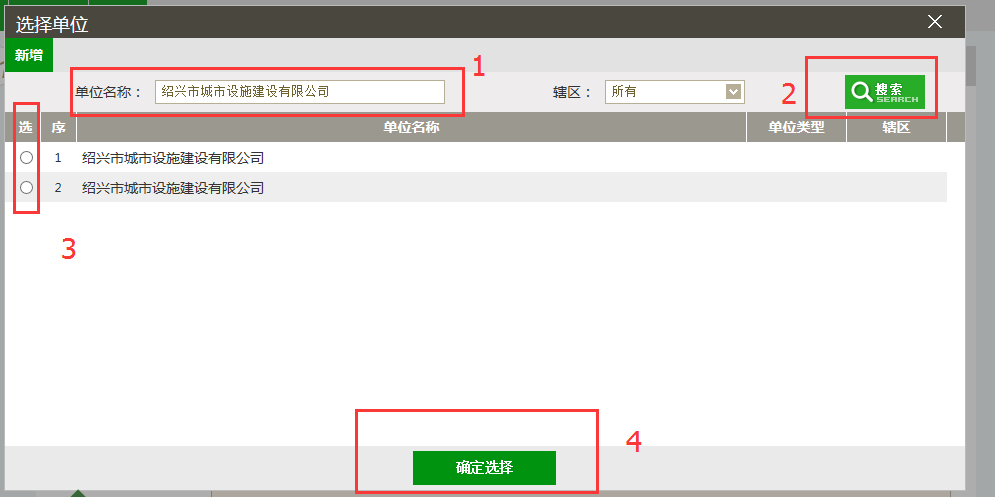 选择单位
新增
单位名称： 绍兴市城市设施建设有限公司 1 辖区： 所有 2 搜索 SEARCH
选 序 单位名称 单位类型 辖区
1 绍兴市城市设施建设有限公司
2 绍兴市城市设施建设有限公司
3
确定选择 4